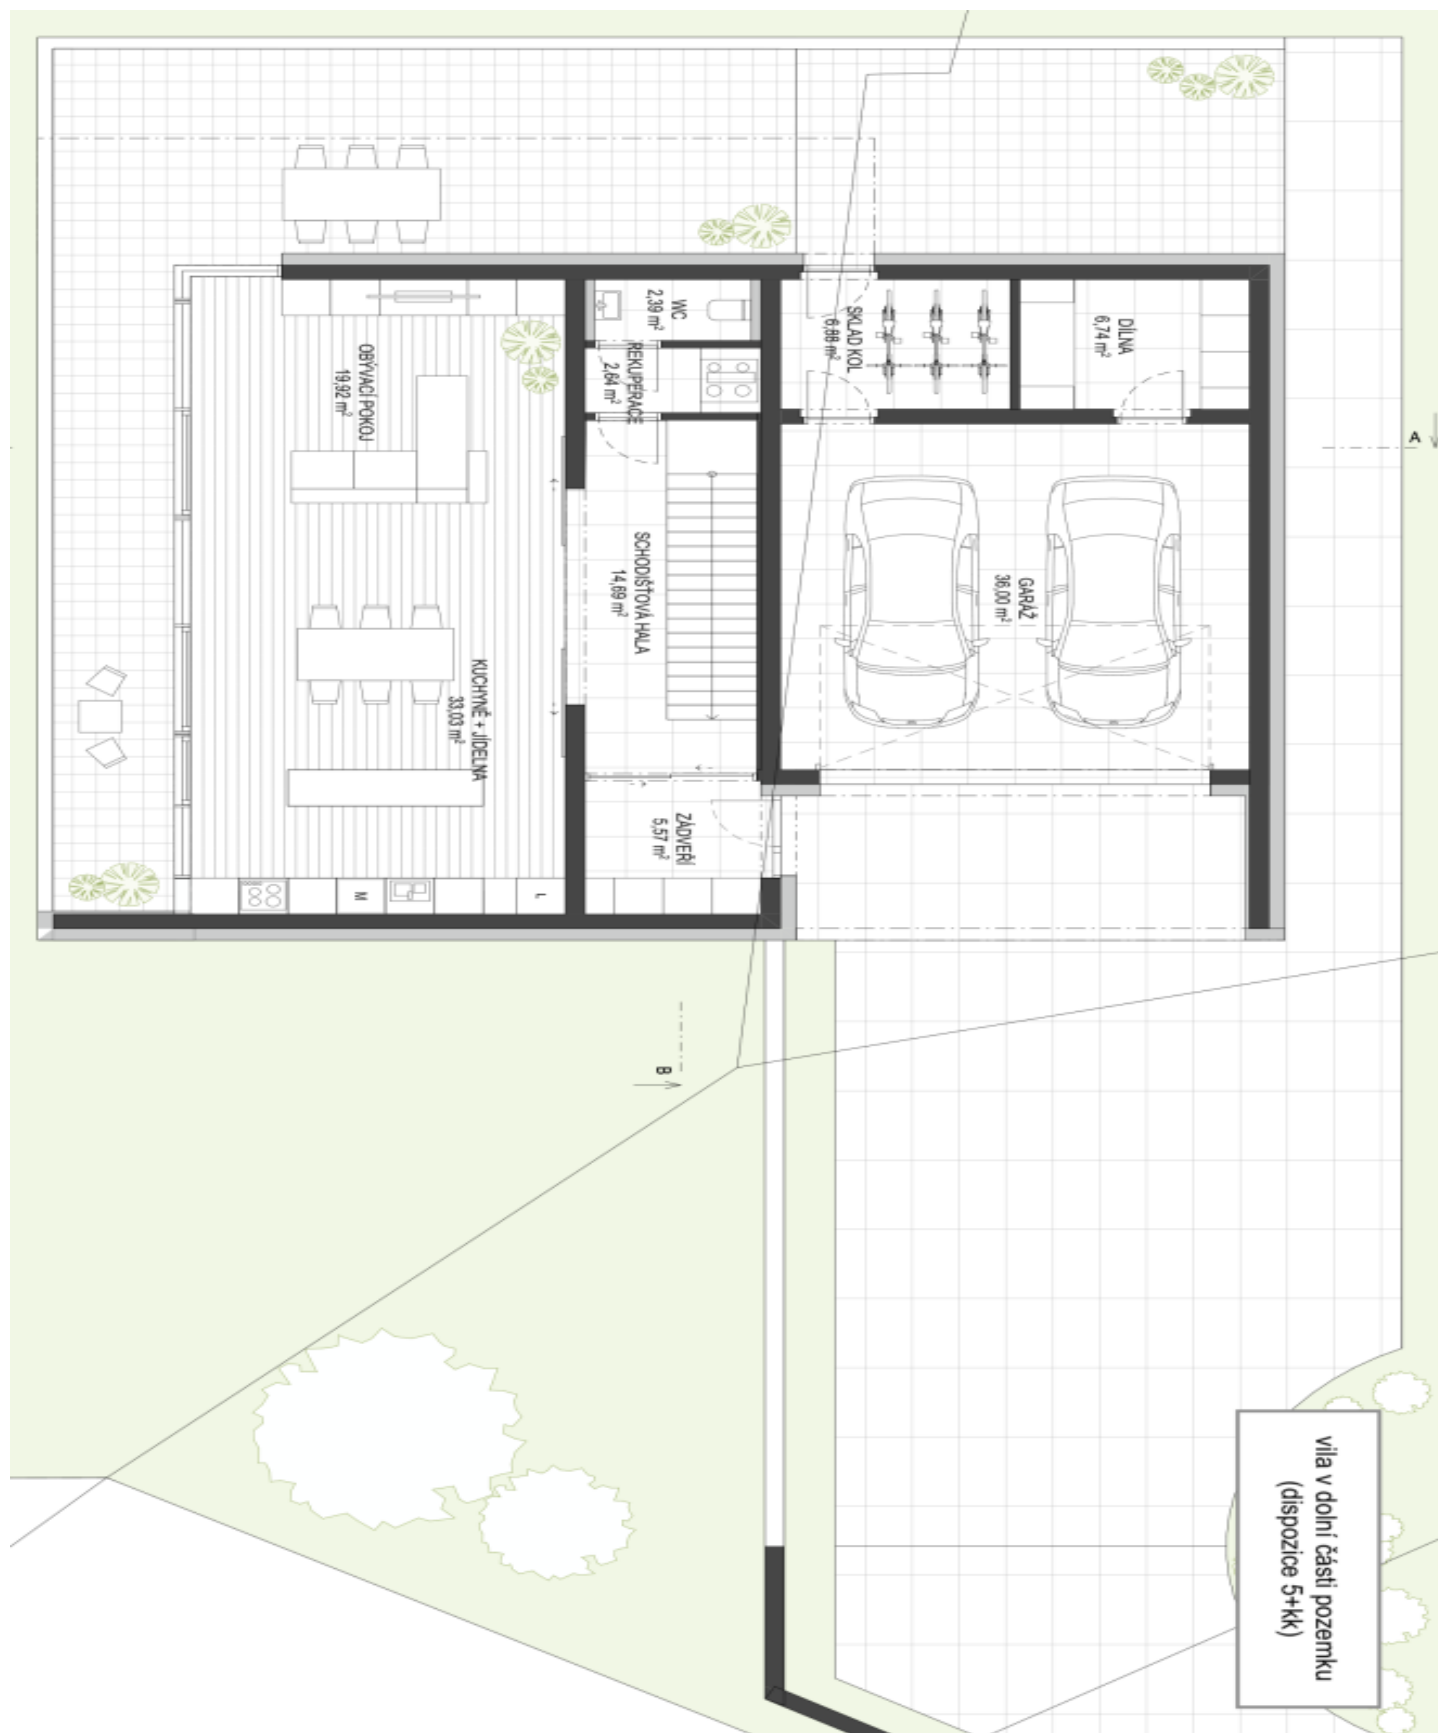 WC
2,39 m²
REKUPERACE
2,64 m²
SKLAD KOL
6,88 m²
DÍLNA
6,74 m²
OBÝVACÍ POKOJ
19,92 m²
A
SCHODIŠŤOVÁ HALA
14,69 m²
GARÁŽ
36,00 m²
KUCHYNĚ + JÍDELNA
33,03 m²
ZÁDVEŘÍ
5,57 m²
M
L
B
vila v dolní části pozemku
(dispozice 5+kk)